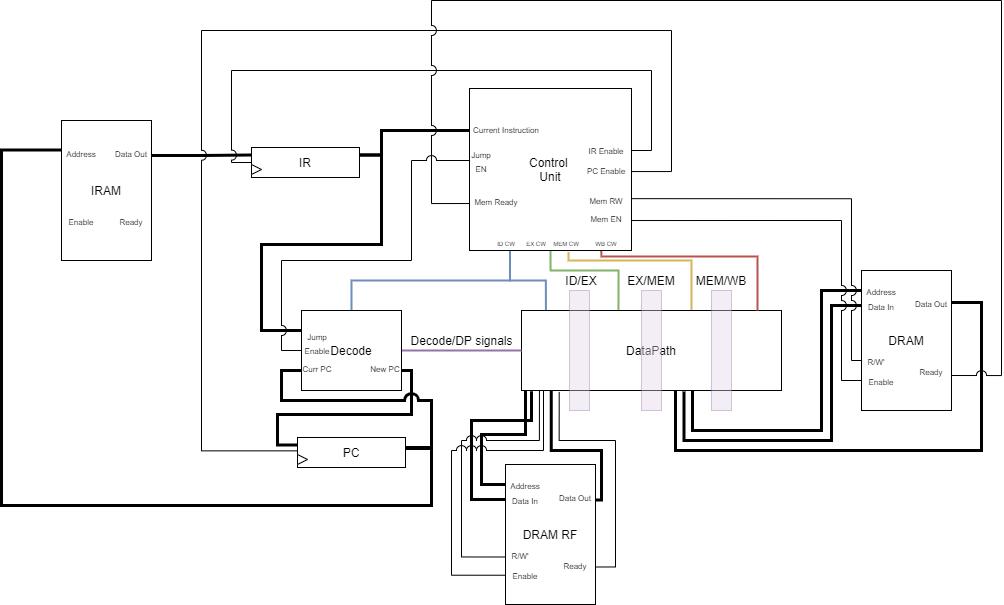 Address
Data Out
IRAM
Enable
Ready
IR
Current Instruction
Jump
EN
Control
Unit
IR Enable
PC Enable
Mem Ready
Mem RW
Mem EN
ID CW
EX CW
MEM CW
WB CW
ID/EX
EX/MEM
MEM/WB
Jump
Enable
Decode
Curr PC
New PC
Decode/DP signals
DataPath
Address
Data In
Data Out
DRAM
R/W'
Enable
Ready
PC
Address
Data In
Data Out
DRAM RF
R/W'
Enable
Ready